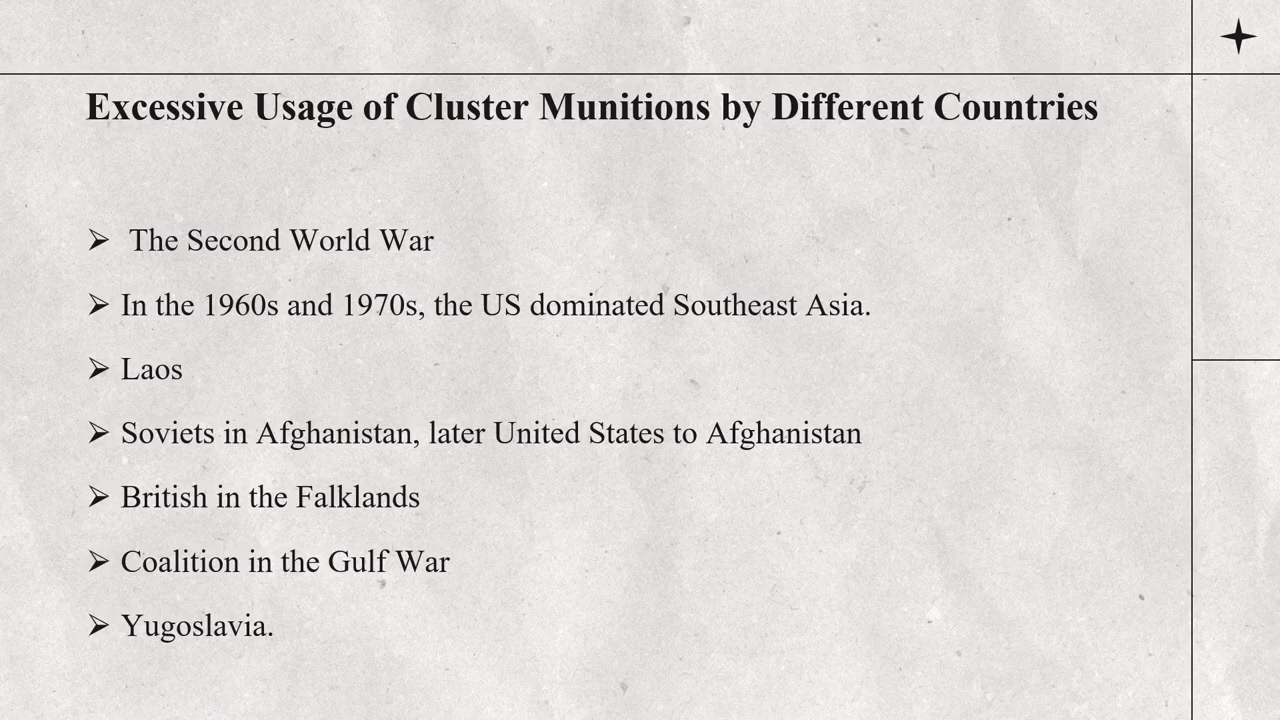 Excessive Usage of Cluster Munitions by Different Countries
➢ The Second World War
➢ In the 1960s and 1970s, the US dominated Southeast Asia.
➢ Laos
➢ Soviets in Afghanistan, later United States to Afghanistan
➢ British in the Falklands
➢ Coalition in the Gulf War
➢ Yugoslavia.